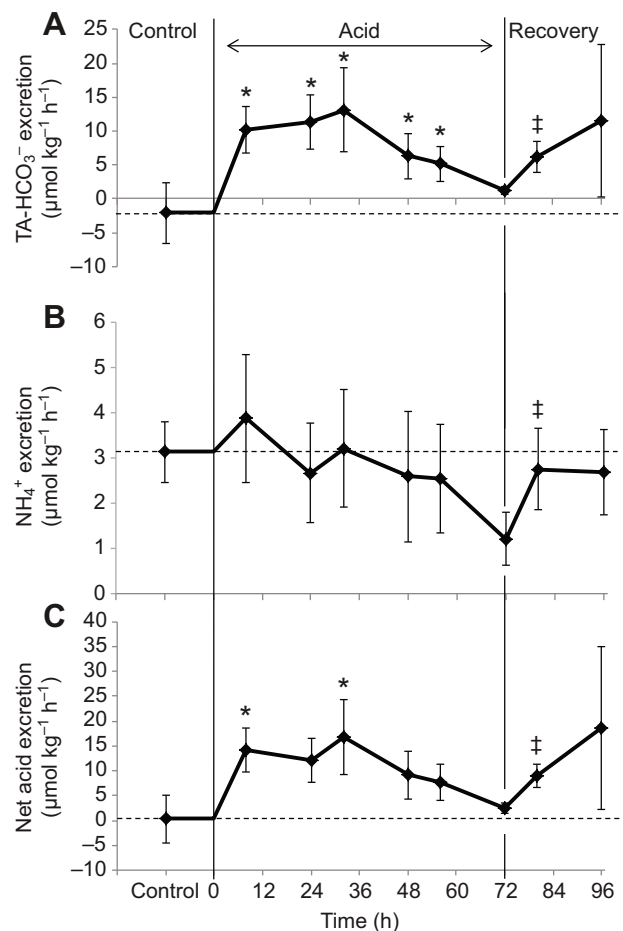 A
Control
Acid
Recovery
TA-HCO₃⁻ excretion
(µmol kg⁻¹ h⁻¹)
25
20
15
10
5
0
–5
–10
*
*
*
*
*
‡
B
NH₄⁺ excretion
(µmol kg⁻¹ h⁻¹)
6
5
4
3
2
1
0
‡
C
Net acid excretion
(µmol kg⁻¹ h⁻¹)
40
35
30
25
20
15
10
5
0
–5
–10
*
*
‡
Control 0 12 24 36 48 60 72 84 96
Time (h)